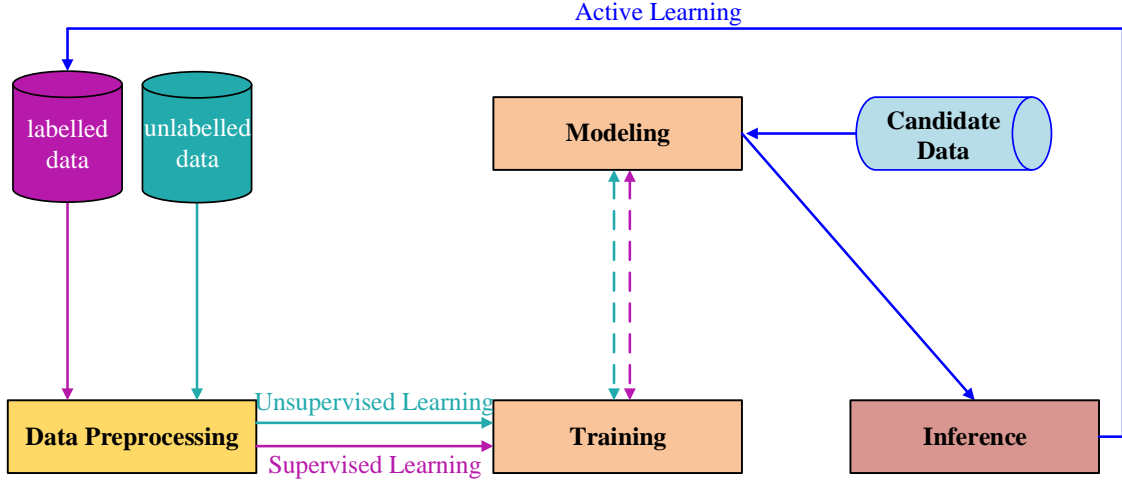 Active Learning
labelled
data
unlabelled
data
Modeling
Candidate
Data
Unsupervised Learning
Data Preprocessing
Training
Inference
Supervised Learning